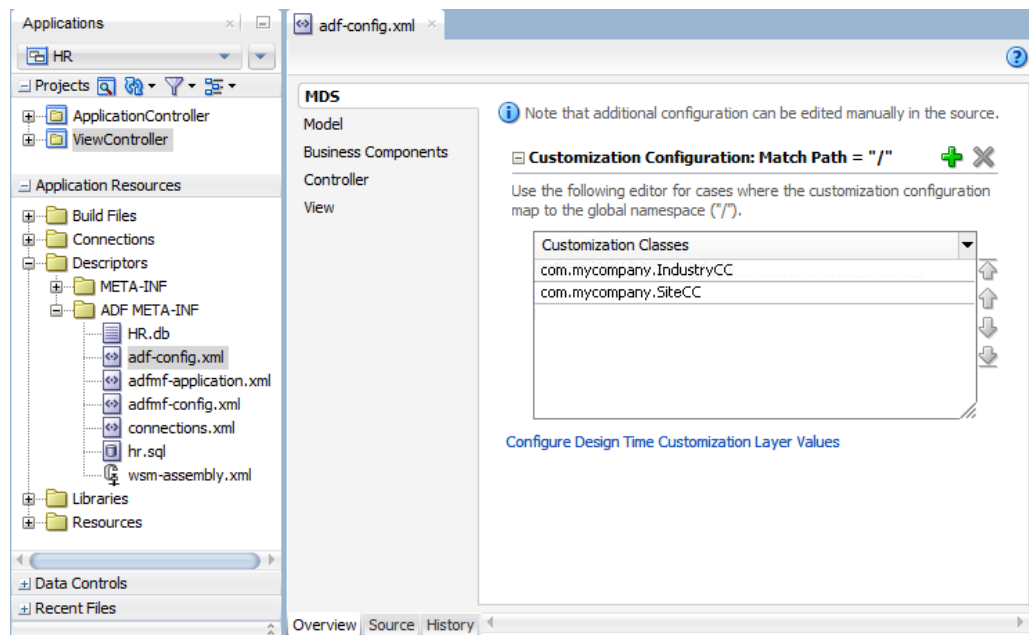 Applications
HR
Projects
ApplicationController
ViewController
Application Resources
Build Files
Connections
Descriptors
META-INF
ADF META-INF
HR.db
adf-config.xml
adfmf-application.xml
adfmf-config.xml
connections.xml
hr.sql
wsm-assembly.xml
Libraries
Resources
Data Controls
Recent Files
adf-config.xml
MDS
Model
Business Components
Controller
View
Note that additional configuration can be edited manually in the source.
Customization Configuration: Match Path = "/"
Use the following editor for cases where the customization configuration
map to the global namespace ("/").
Customization Classes
com.mycompany.IndustryCC
com.mycompany.SiteCC
Configure Design Time Customization Layer Values
Overview Source History